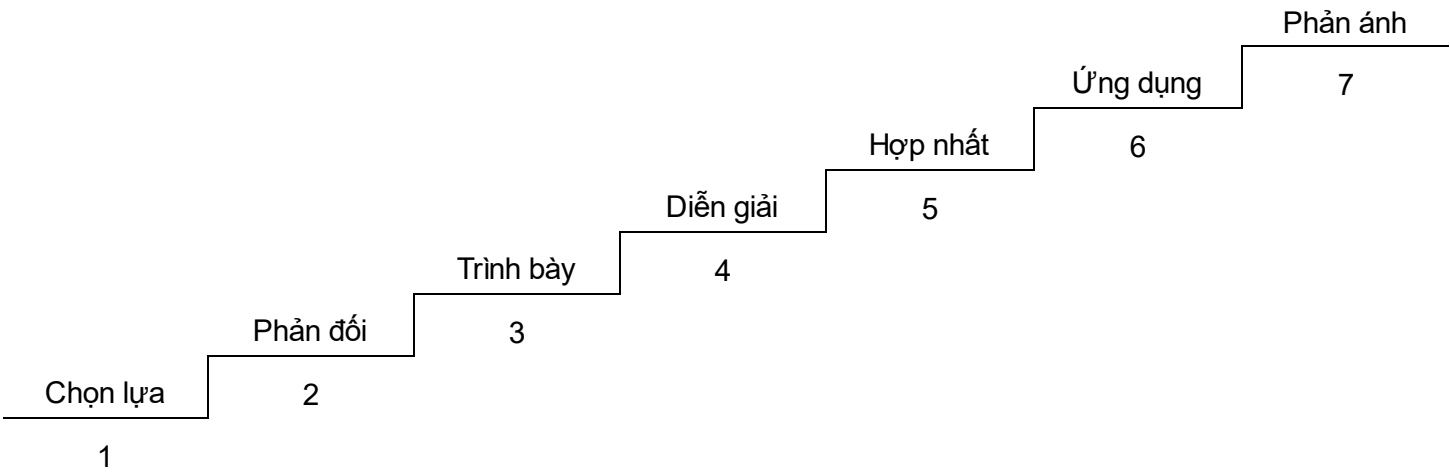 Phản ánh
7
Ứng dụng
6
Hợp nhất
5
Diễn giải
4
Trình bày
3
Phản đối
2
Chọn lựa
1